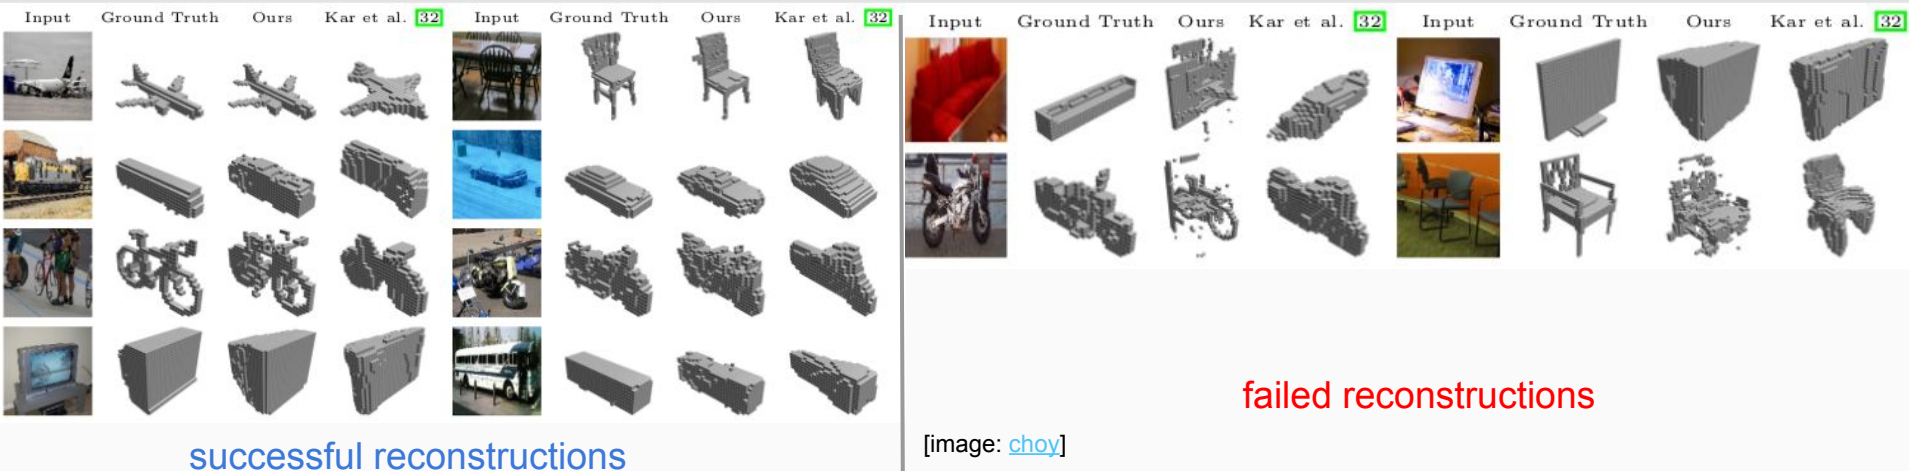 Input Ground Truth Ours Kar et al. [32] Input Ground Truth Ours Kar et al. [32]
successful reconstructions
Input Ground Truth Ours Kar et al. [32] Input Ground Truth Ours Kar et al. [32]
failed reconstructions
[image: choy]